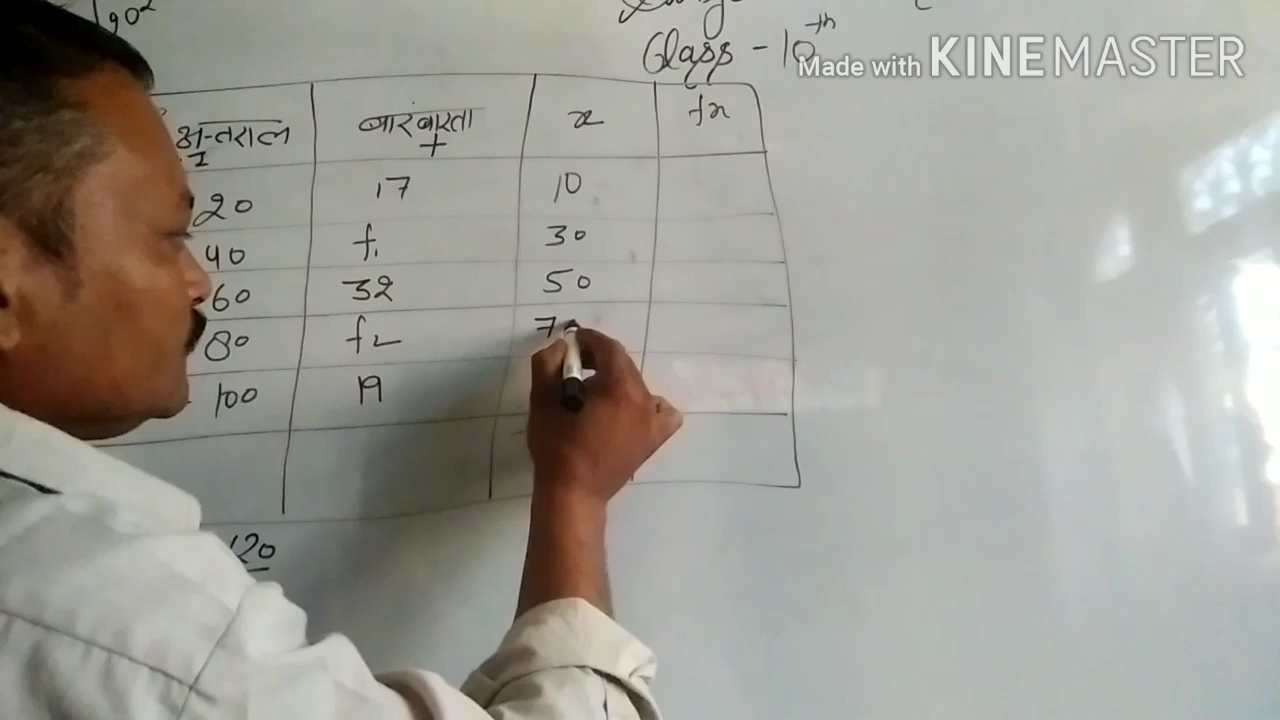 Class - 10th
Made with KINEMASTER
अन्तराल बारंबारता x fx
20 17 10
40 f₁ 30
60 32 50
80 f₂ 7
100 19
120